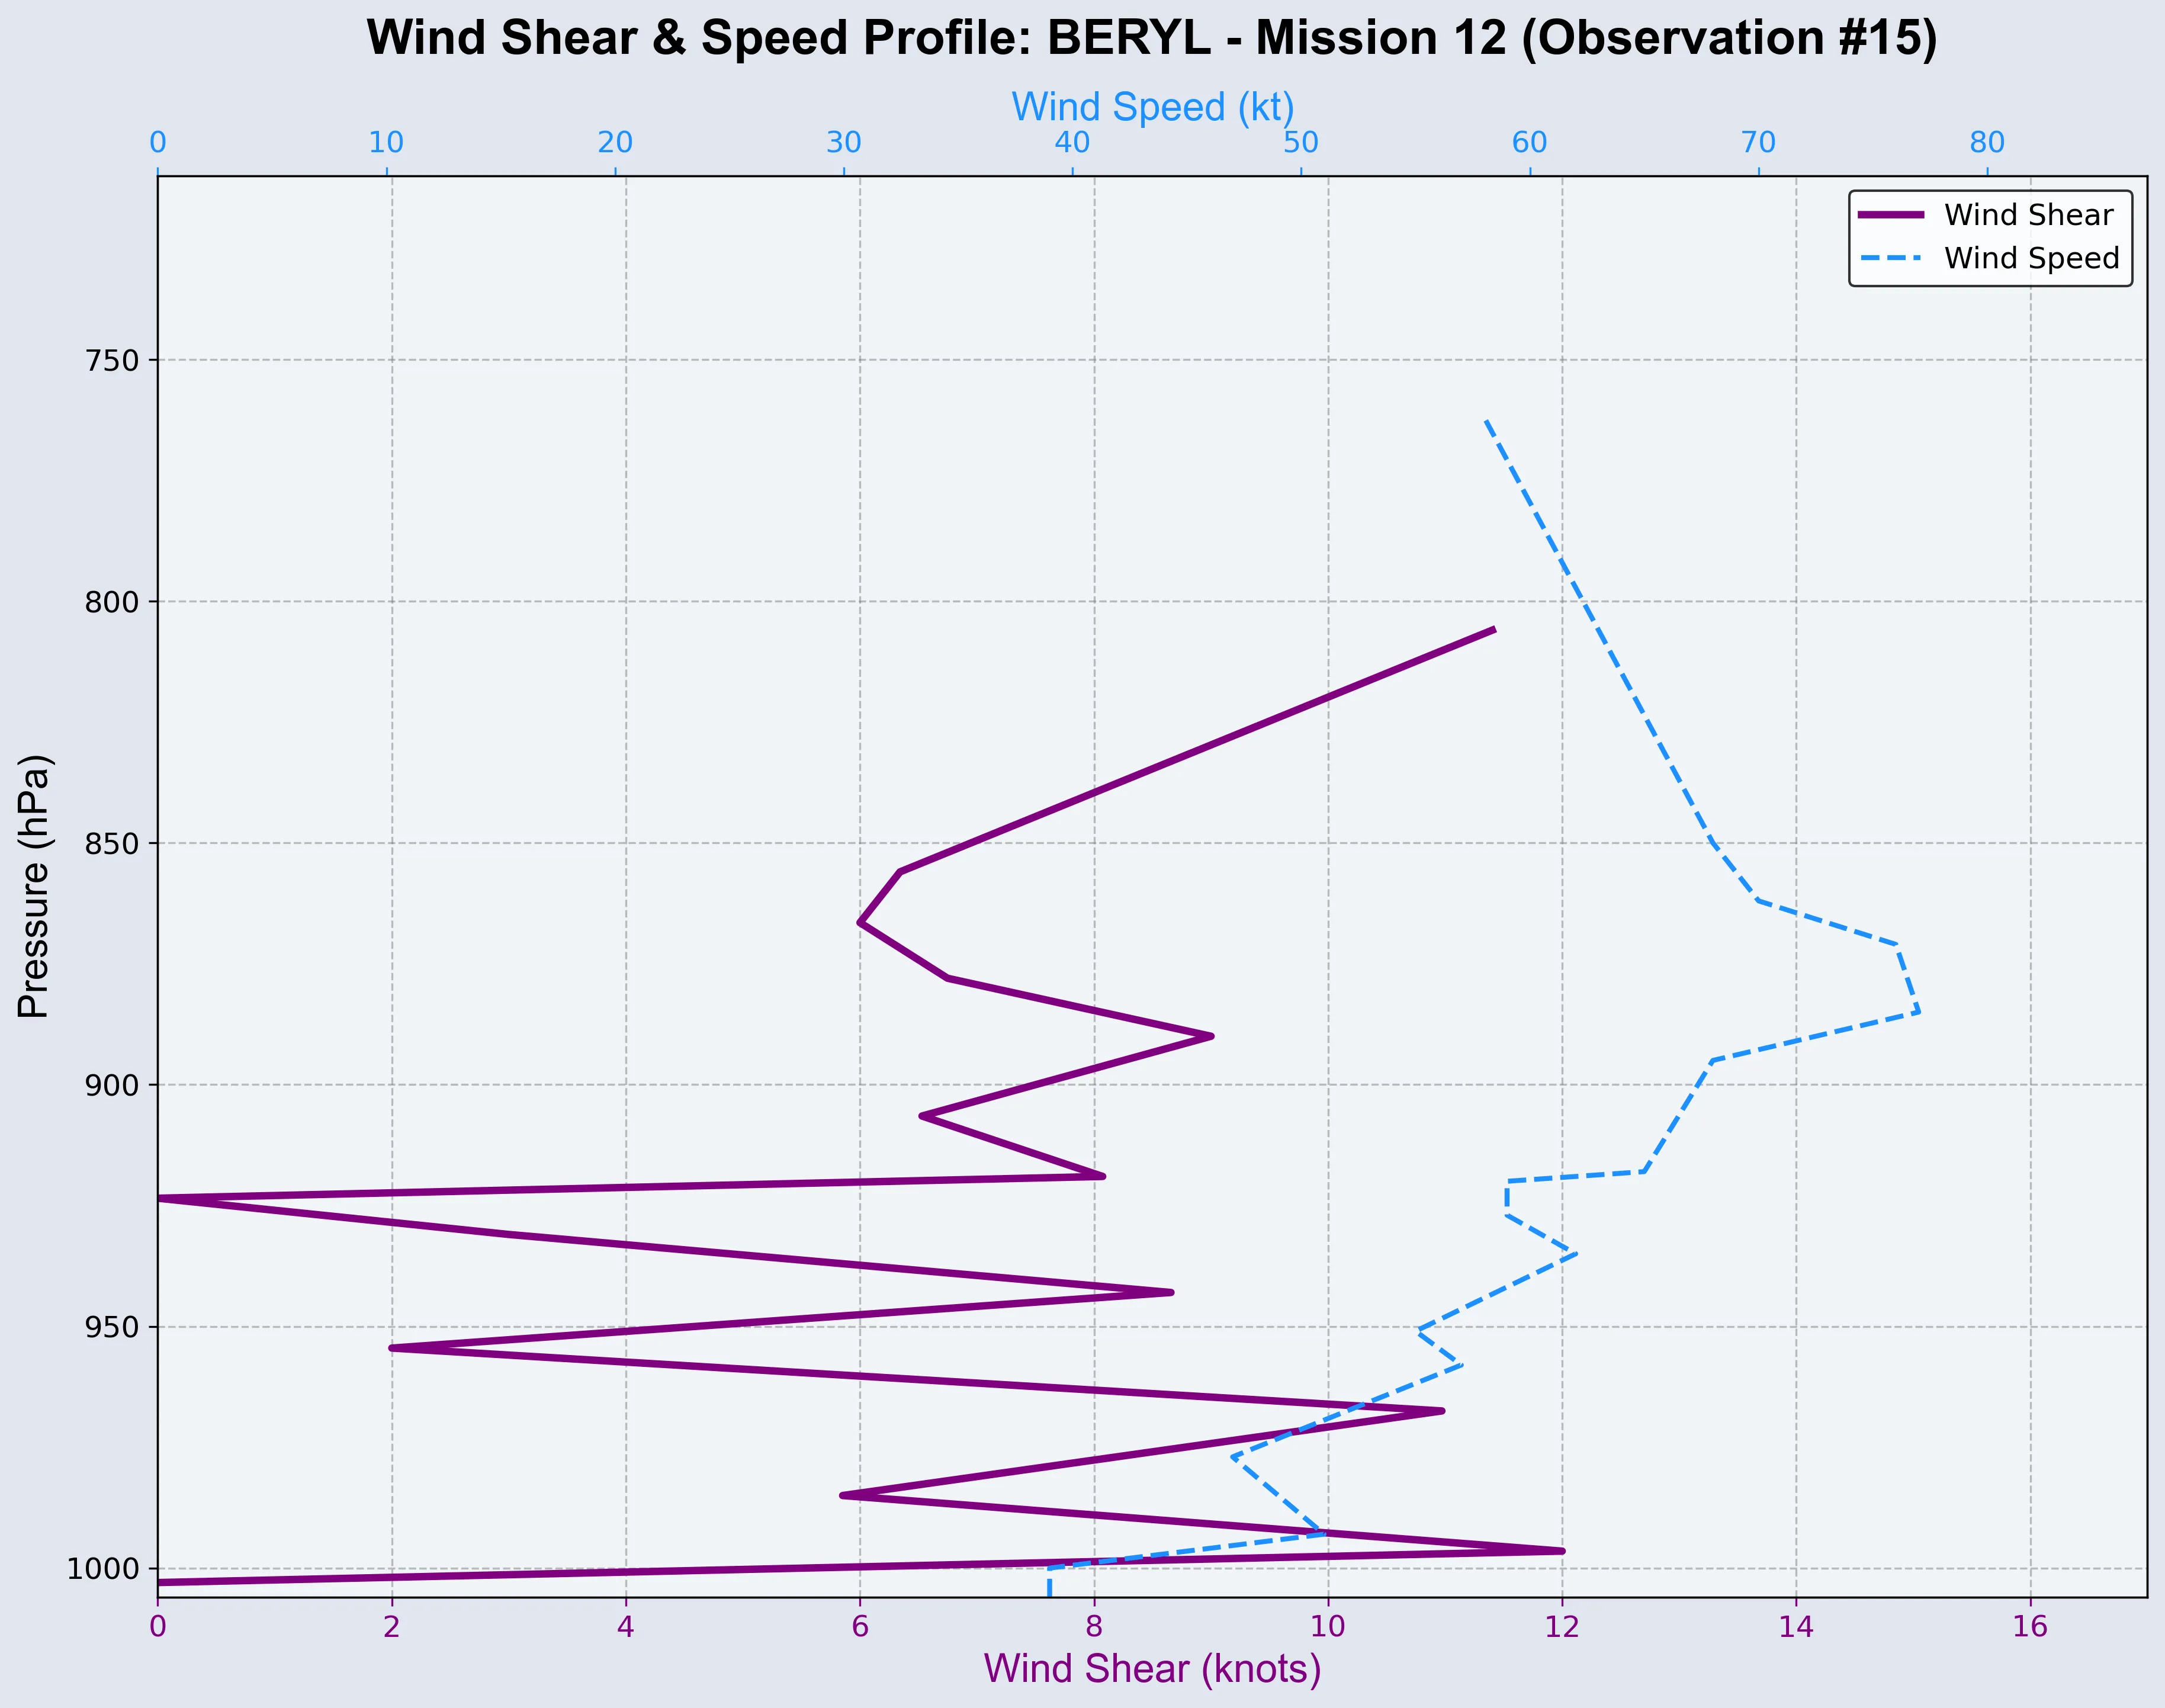 Wind Shear & Speed Profile: BERYL - Mission 12 (Observation #15)
Wind Speed (kt)
0 10 20 30 40 50 60 70 80
Wind Shear
Wind Speed
750
800
850
900
950
1000
Pressure (hPa)
0 2 4 6 8 10 12 14 16
Wind Shear (knots)